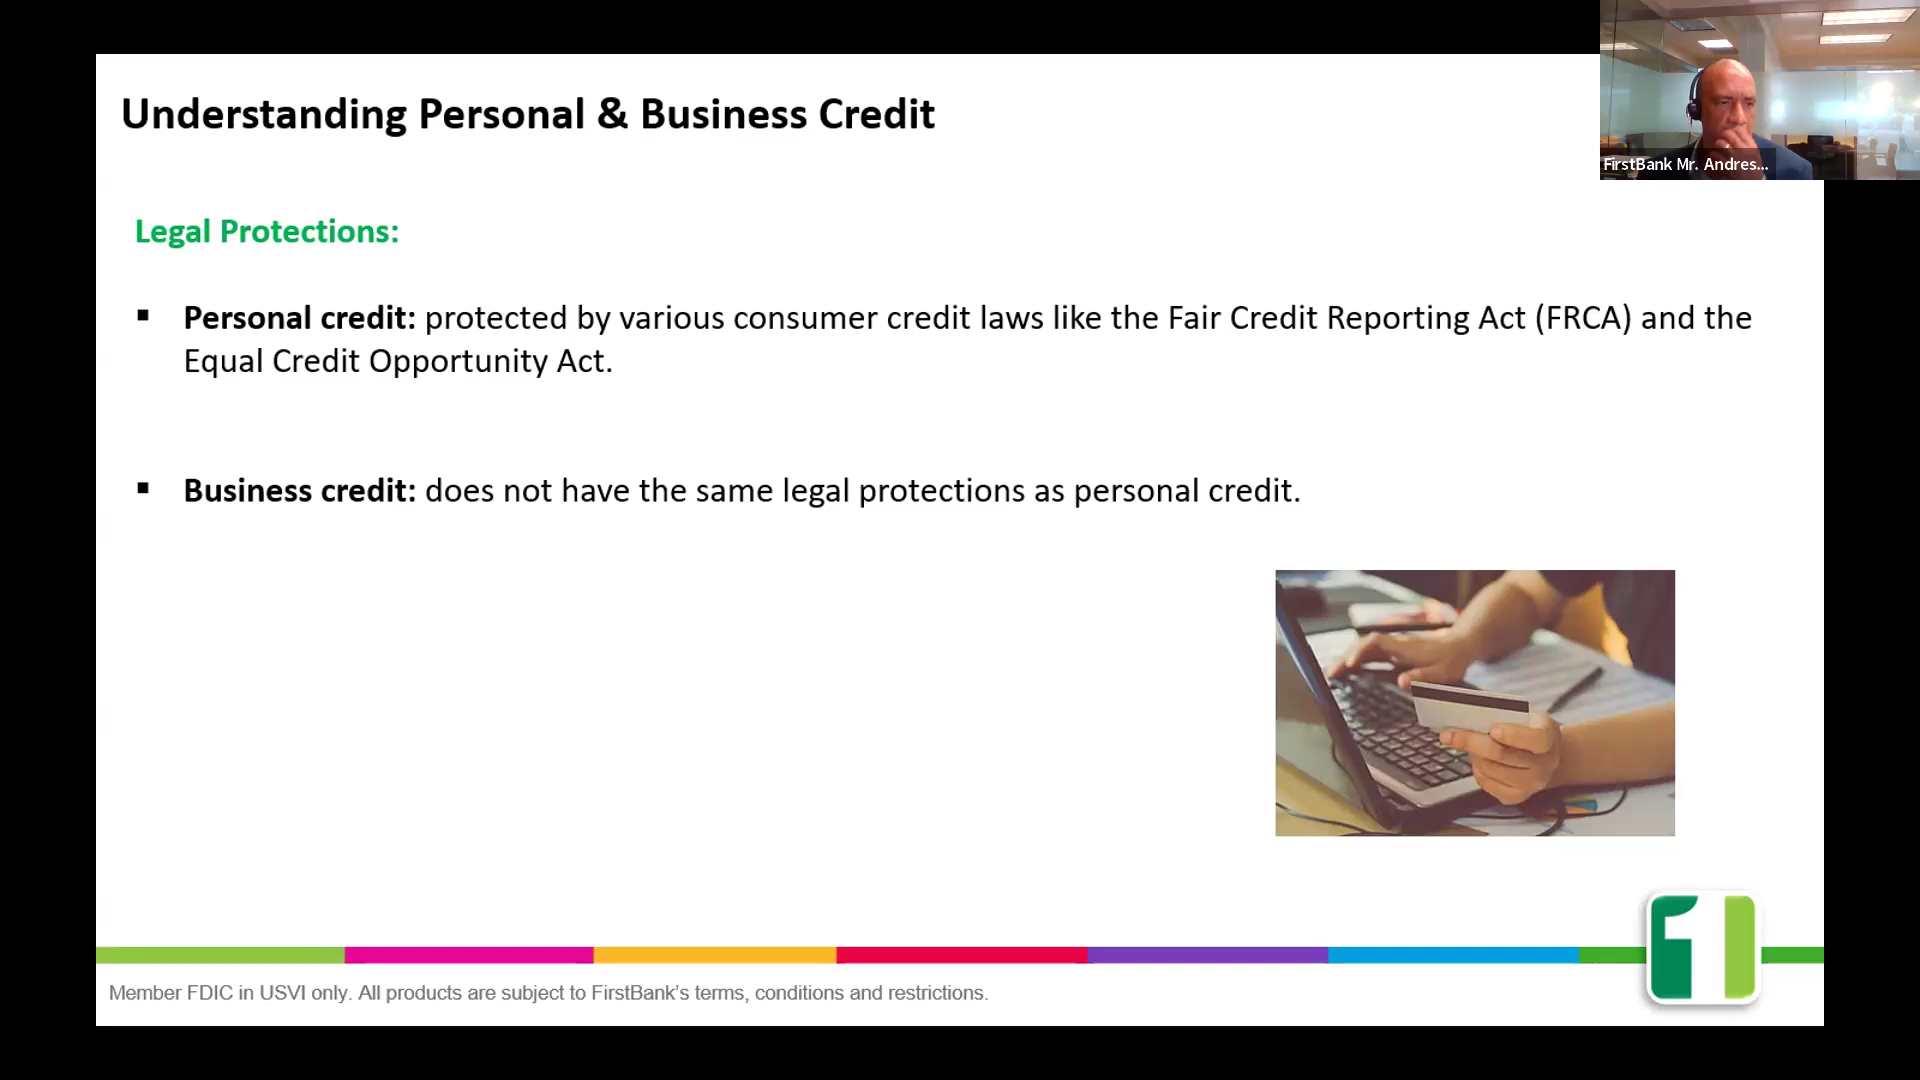 Understanding Personal & Business Credit
FirstBank Mr. Andres...
Legal Protections:
▪ Personal credit: protected by various consumer credit laws like the Fair Credit Reporting Act (FRCA) and the
Equal Credit Opportunity Act.
▪ Business credit: does not have the same legal protections as personal credit.
1
Member FDIC in USVI only. All products are subject to FirstBank's terms, conditions and restrictions.